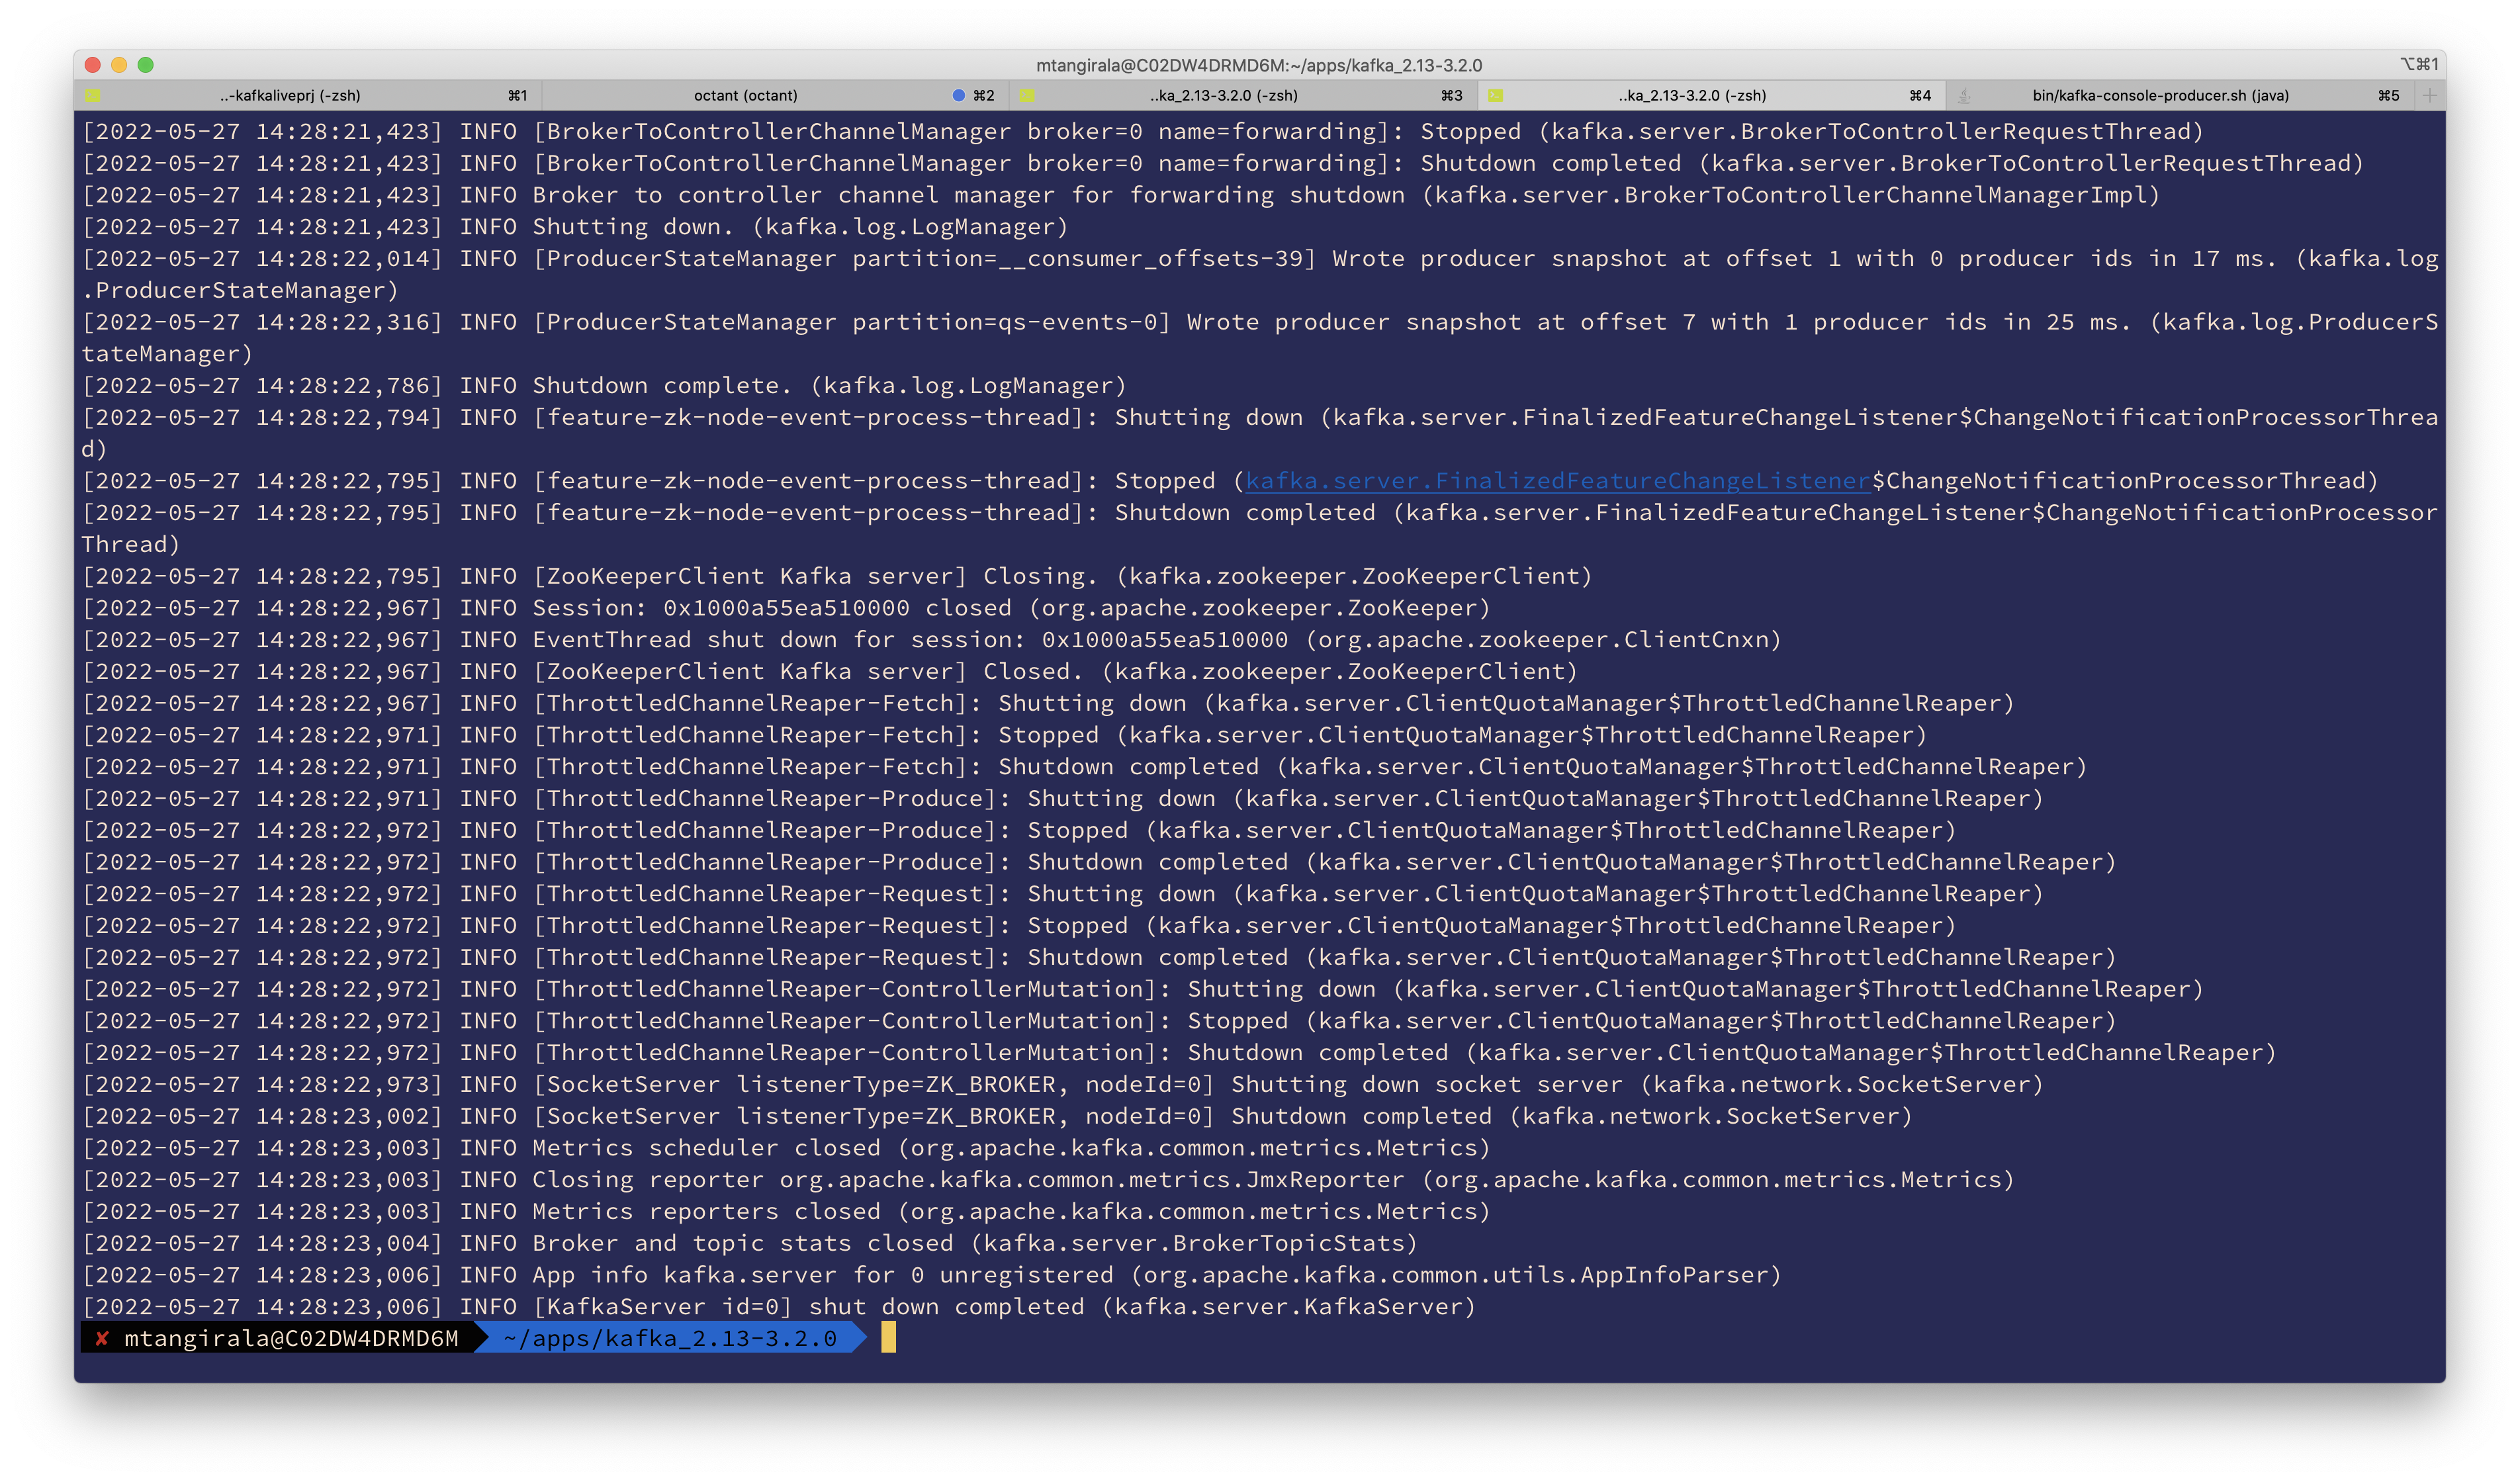 mtangirala@C02DW4DRMD6M:~/apps/kafka_2.13-3.2.0 ⌥⌘1
..-kafkaliveprj (-zsh) ⌘1 octant (octant) ⌘2 ..ka_2.13-3.2.0 (-zsh) ⌘3 ..ka_2.13-3.2.0 (-zsh) ⌘4 bin/kafka-console-producer.sh (java) ⌘5
[2022-05-27 14:28:21,423] INFO [BrokerToControllerChannelManager broker=0 name=forwarding]: Stopped (kafka.server.BrokerToControllerRequestThread)
[2022-05-27 14:28:21,423] INFO [BrokerToControllerChannelManager broker=0 name=forwarding]: Shutdown completed (kafka.server.BrokerToControllerRequestThread)
[2022-05-27 14:28:21,423] INFO Broker to controller channel manager for forwarding shutdown (kafka.server.BrokerToControllerChannelManagerImpl)
[2022-05-27 14:28:21,423] INFO Shutting down. (kafka.log.LogManager)
[2022-05-27 14:28:22,014] INFO [ProducerStateManager partition=__consumer_offsets-39] Wrote producer snapshot at offset 1 with 0 producer ids in 17 ms. (kafka.log
.ProducerStateManager)
[2022-05-27 14:28:22,316] INFO [ProducerStateManager partition=qs-events-0] Wrote producer snapshot at offset 7 with 1 producer ids in 25 ms. (kafka.log.ProducerS
tateManager)
[2022-05-27 14:28:22,786] INFO Shutdown complete. (kafka.log.LogManager)
[2022-05-27 14:28:22,794] INFO [feature-zk-node-event-process-thread]: Shutting down (kafka.server.FinalizedFeatureChangeListener$ChangeNotificationProcessorThrea
d)
[2022-05-27 14:28:22,795] INFO [feature-zk-node-event-process-thread]: Stopped (kafka.server.FinalizedFeatureChangeListener$ChangeNotificationProcessorThread)
[2022-05-27 14:28:22,795] INFO [feature-zk-node-event-process-thread]: Shutdown completed (kafka.server.FinalizedFeatureChangeListener$ChangeNotificationProcessor
Thread)
[2022-05-27 14:28:22,795] INFO [ZooKeeperClient Kafka server] Closing. (kafka.zookeeper.ZooKeeperClient)
[2022-05-27 14:28:22,967] INFO Session: 0x1000a55ea510000 closed (org.apache.zookeeper.ZooKeeper)
[2022-05-27 14:28:22,967] INFO EventThread shut down for session: 0x1000a55ea510000 (org.apache.zookeeper.ClientCnxn)
[2022-05-27 14:28:22,967] INFO [ZooKeeperClient Kafka server] Closed. (kafka.zookeeper.ZooKeeperClient)
[2022-05-27 14:28:22,967] INFO [ThrottledChannelReaper-Fetch]: Shutting down (kafka.server.ClientQuotaManager$ThrottledChannelReaper)
[2022-05-27 14:28:22,971] INFO [ThrottledChannelReaper-Fetch]: Stopped (kafka.server.ClientQuotaManager$ThrottledChannelReaper)
[2022-05-27 14:28:22,971] INFO [ThrottledChannelReaper-Fetch]: Shutdown completed (kafka.server.ClientQuotaManager$ThrottledChannelReaper)
[2022-05-27 14:28:22,971] INFO [ThrottledChannelReaper-Produce]: Shutting down (kafka.server.ClientQuotaManager$ThrottledChannelReaper)
[2022-05-27 14:28:22,972] INFO [ThrottledChannelReaper-Produce]: Stopped (kafka.server.ClientQuotaManager$ThrottledChannelReaper)
[2022-05-27 14:28:22,972] INFO [ThrottledChannelReaper-Produce]: Shutdown completed (kafka.server.ClientQuotaManager$ThrottledChannelReaper)
[2022-05-27 14:28:22,972] INFO [ThrottledChannelReaper-Request]: Shutting down (kafka.server.ClientQuotaManager$ThrottledChannelReaper)
[2022-05-27 14:28:22,972] INFO [ThrottledChannelReaper-Request]: Stopped (kafka.server.ClientQuotaManager$ThrottledChannelReaper)
[2022-05-27 14:28:22,972] INFO [ThrottledChannelReaper-Request]: Shutdown completed (kafka.server.ClientQuotaManager$ThrottledChannelReaper)
[2022-05-27 14:28:22,972] INFO [ThrottledChannelReaper-ControllerMutation]: Shutting down (kafka.server.ClientQuotaManager$ThrottledChannelReaper)
[2022-05-27 14:28:22,972] INFO [ThrottledChannelReaper-ControllerMutation]: Stopped (kafka.server.ClientQuotaManager$ThrottledChannelReaper)
[2022-05-27 14:28:22,972] INFO [ThrottledChannelReaper-ControllerMutation]: Shutdown completed (kafka.server.ClientQuotaManager$ThrottledChannelReaper)
[2022-05-27 14:28:22,973] INFO [SocketServer listenerType=ZK_BROKER, nodeId=0] Shutting down socket server (kafka.network.SocketServer)
[2022-05-27 14:28:23,002] INFO [SocketServer listenerType=ZK_BROKER, nodeId=0] Shutdown completed (kafka.network.SocketServer)
[2022-05-27 14:28:23,003] INFO Metrics scheduler closed (org.apache.kafka.common.metrics.Metrics)
[2022-05-27 14:28:23,003] INFO Closing reporter org.apache.kafka.common.metrics.JmxReporter (org.apache.kafka.common.metrics.Metrics)
[2022-05-27 14:28:23,003] INFO Metrics reporters closed (org.apache.kafka.common.metrics.Metrics)
[2022-05-27 14:28:23,004] INFO Broker and topic stats closed (kafka.server.BrokerTopicStats)
[2022-05-27 14:28:23,006] INFO App info kafka.server for 0 unregistered (org.apache.kafka.common.utils.AppInfoParser)
[2022-05-27 14:28:23,006] INFO [KafkaServer id=0] shut down completed (kafka.server.KafkaServer)
✘ mtangirala@C02DW4DRMD6M ~/apps/kafka_2.13-3.2.0